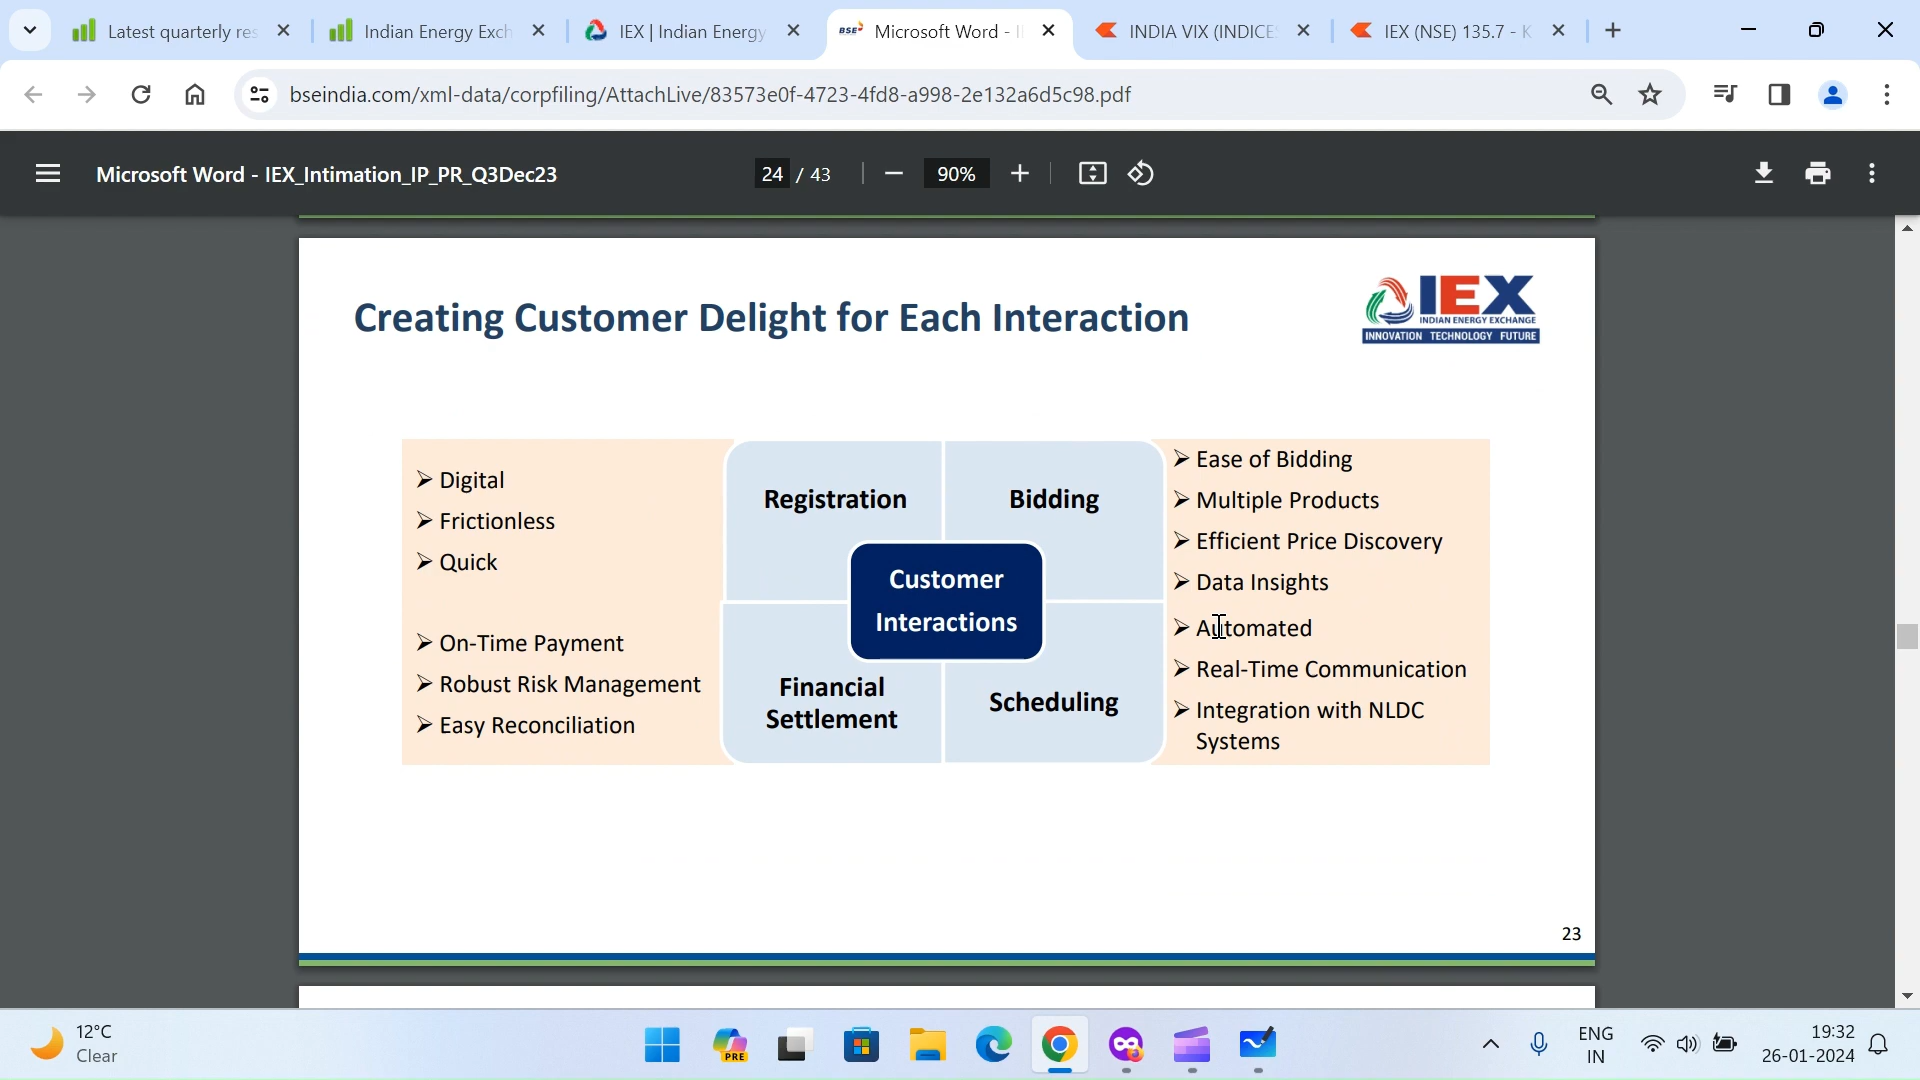 Latest quarterly res
Indian Energy Exch
IEX | Indian Energy
BSE
Microsoft Word - I
INDIA VIX (INDICES
IEX (NSE) 135.7 - K
bseindia.com/xml-data/corpfiling/AttachLive/83573e0f-4723-4fd8-a998-2e132a6d5c98.pdf
Microsoft Word - IEX_Intimation_IP_PR_Q3Dec23
24 / 43
90%
Creating Customer Delight for Each Interaction
IEX
INDIAN ENERGY EXCHANGE
INNOVATION TECHNOLOGY FUTURE
➢ Digital
➢ Frictionless
➢ Quick
Registration
Bidding
➢ Ease of Bidding
➢ Multiple Products
➢ Efficient Price Discovery
➢ Data Insights
Customer
Interactions
➢ On-Time Payment
➢ Robust Risk Management
➢ Easy Reconciliation
Financial
Settlement
Scheduling
➢ Automated
➢ Real-Time Communication
➢ Integration with NLDC
Systems
23
12°C
Clear
PRE
ENG
IN
19:32
26-01-2024